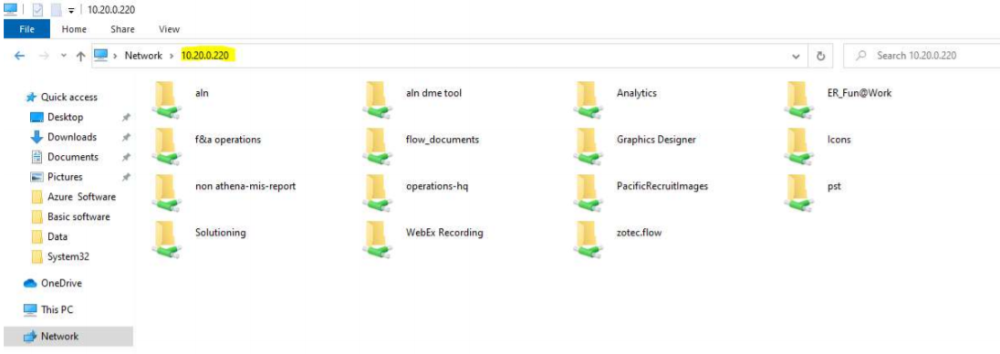 10.20.0.220
File Home Share View
Network > 10.20.0.220 Search 10.20.0.220
Quick access
Desktop
Downloads
Documents
Pictures
Azure Software
Basic software
Data
System32
OneDrive
This PC
Network
aln aln dme tool Analytics ER_Fun@Work
f&a operations flow_documents Graphics Designer Icons
non athena-mis-report operations-hq PacificRecruitImages pst
Solutioning WebEx Recording zotec.flow